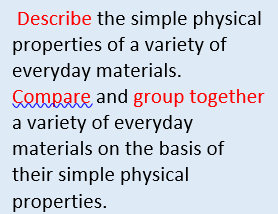 Describe the simple physical
properties of a variety of
everyday materials.
Compare and group together
a variety of everyday
materials on the basis of
their simple physical
properties.